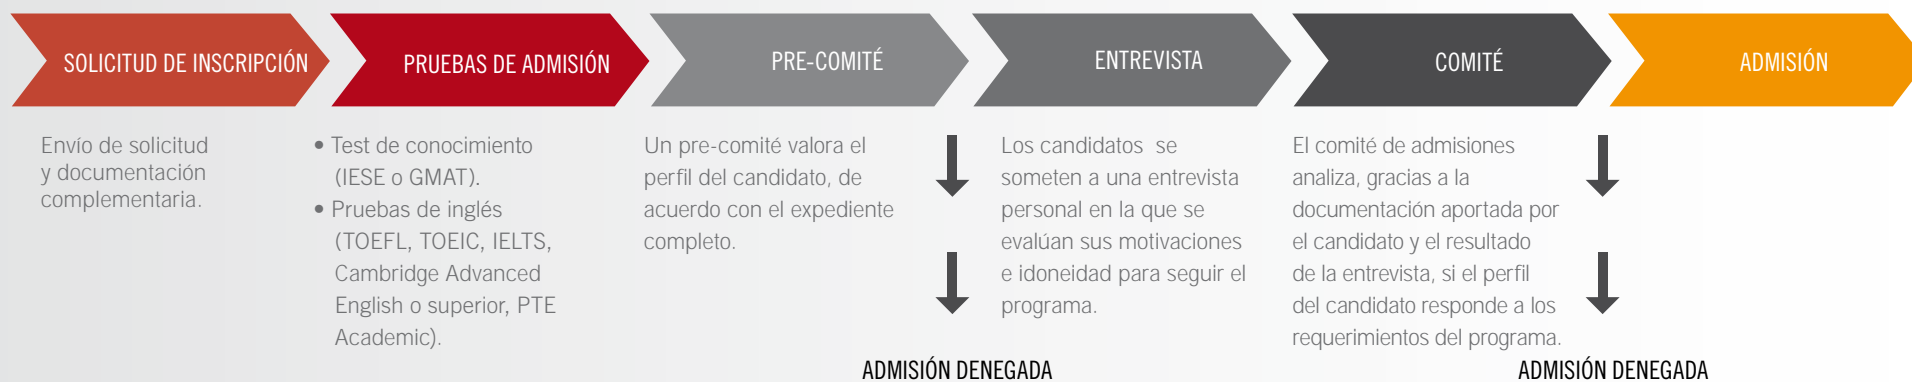 SOLICITUD DE INSCRIPCIÓN
PRUEBAS DE ADMISIÓN
PRE-COMITÉ
ENTREVISTA
COMITÉ
ADMISIÓN
Envío de solicitud
y documentación
complementaria.
• Test de conocimiento
(IESE o GMAT).
• Pruebas de inglés
(TOEFL, TOEIC, IELTS,
Cambridge Advanced
English o superior, PTE
Academic).
Un pre-comité valora el
perfil del candidato, de
acuerdo con el expediente
completo.
ADMISIÓN DENEGADA
Los candidatos se
someten a una entrevista
personal en la que se
evalúan sus motivaciones
e idoneidad para seguir el
programa.
El comité de admisiones
analiza, gracias a la
documentación aportada por
el candidato y el resultado
de la entrevista, si el perfil
del candidato responde a los
requerimientos del programa.
ADMISIÓN DENEGADA